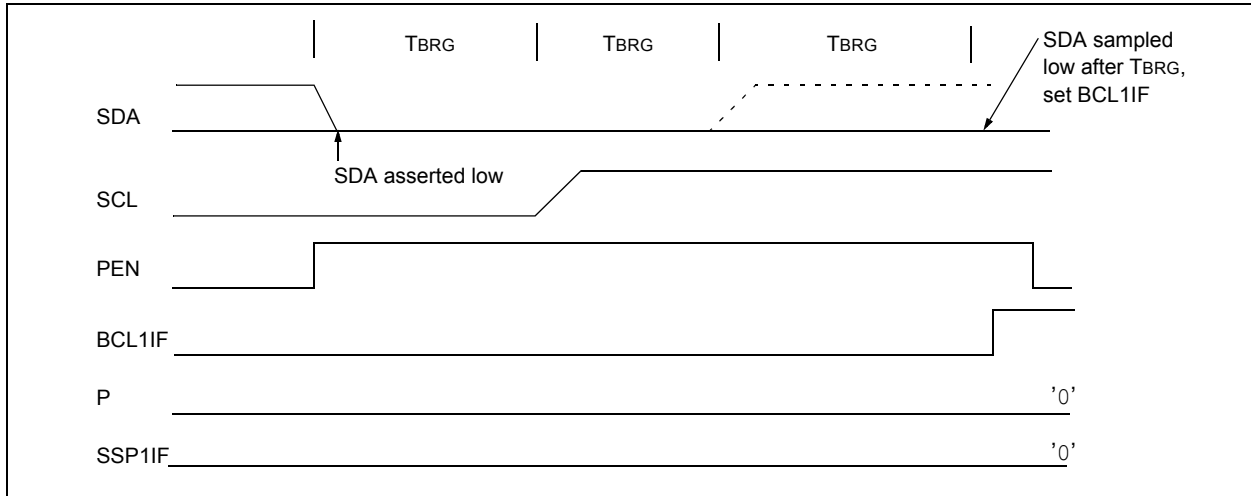 TBRG TBRG TBRG
SDA sampled
low after TBRG,
set BCL1IF
SDA
SDA asserted low
SCL
PEN
BCL1IF
P '0'
SSP1IF '0'